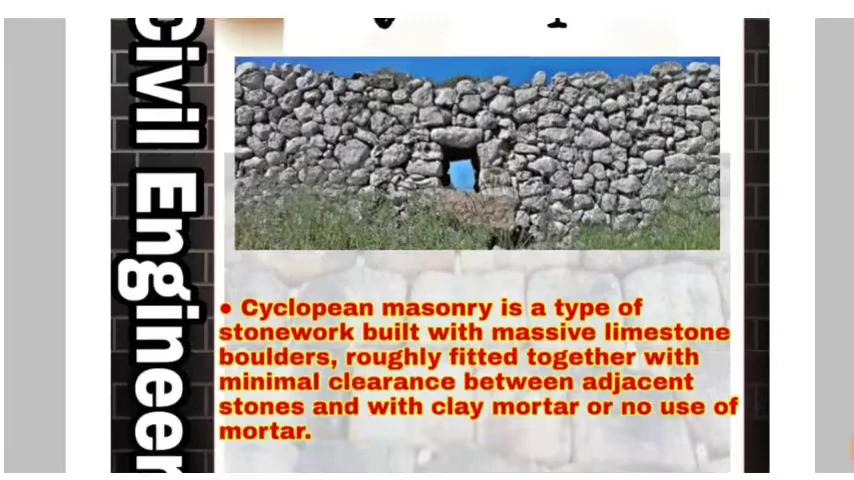 Civil Engineer
• Cyclopean masonry is a type of
stonework built with massive limestone
boulders, roughly fitted together with
minimal clearance between adjacent
stones and with clay mortar or no use of
mortar.